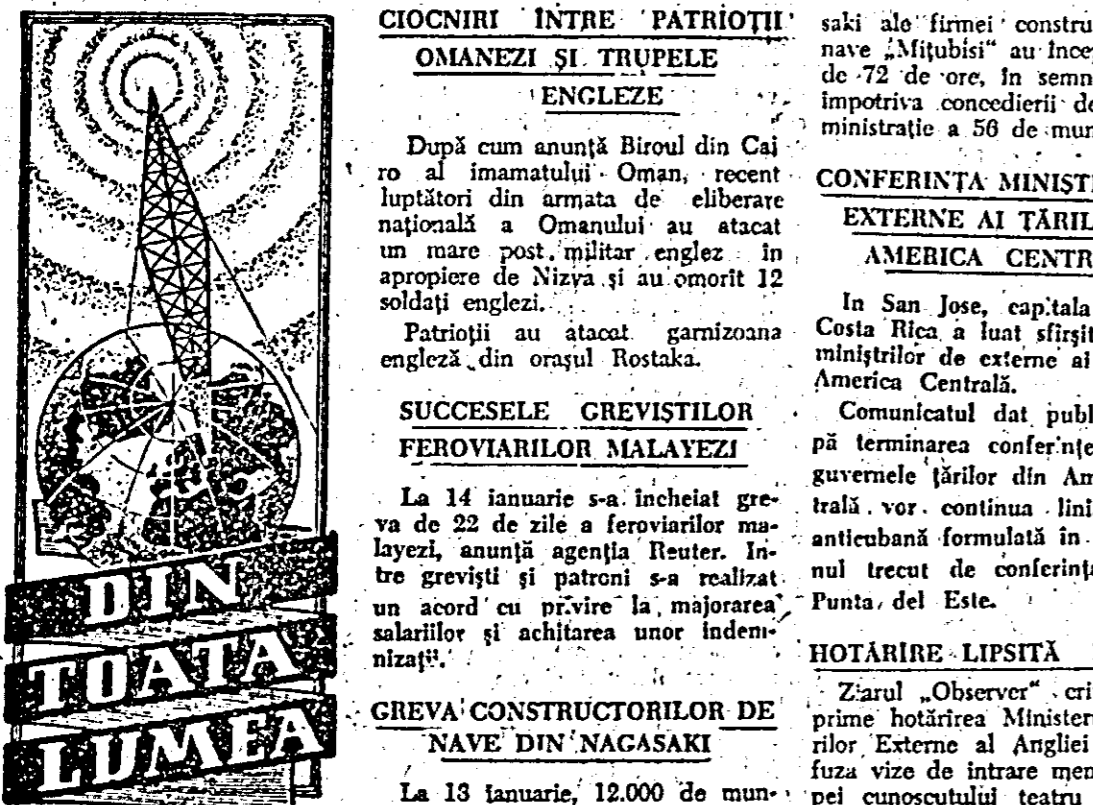 DIN
TOATA
LUMEA
CIOCNIRI ÎNTRE PATRIOȚII
OMANEZI ȘI TRUPELE
ENGLEZE
După cum anunță Biroul din Cai
ro al imamatului Oman, recent
luptători din armata de eliberare
națională a Omanului au atacat
un mare post militar englez în
apropiere de Nizva și au omorît 12
soldați englezi.
Patrioții au atacat garnizoana
engleză din orașul Rostaka.
SUCCESELE GREVIȘTILOR
FEROVIARILOR MALAYEZI
La 14 ianuarie s-a încheiat gre-
va de 22 de zile a feroviarilor ma-
layezi, anunță agenția Reuter. In-
tre greviști și patroni s-a realizat
un acord cu privire la majorarea
salariilor și achitarea unor indem-
nizații.
GREVA CONSTRUCTORILOR DE
NAVE DIN NAGASAKI
La 13 ianuarie, 12.000 de mun-
saki ale firmei constru
nave „Mițubisi“ au înce
de 72 de ore, în semn
împotriva concedierii de
ministrație a 56 de mun
CONFERINȚA MINIȘT
EXTERNE AI ȚĂRIL
AMERICA CENTR
In San Jose, capitala
Costa Rica a luat sfîrșit
miniștrilor de externe ai
America Centrală.
Comunicatul dat publ
pă terminarea conferințe
guvernele țărilor din Am
trală vor continua lini
anticubană formulată în
nul trecut de conferința
Punta del Este.
HOTĂRÎRE LIPSITĂ
Ziarul „Observer“ cri
prime hotărîrea Minister
rilor Externe al Angliei
fuza vize de intrare mem
pei cunoscutului teatru